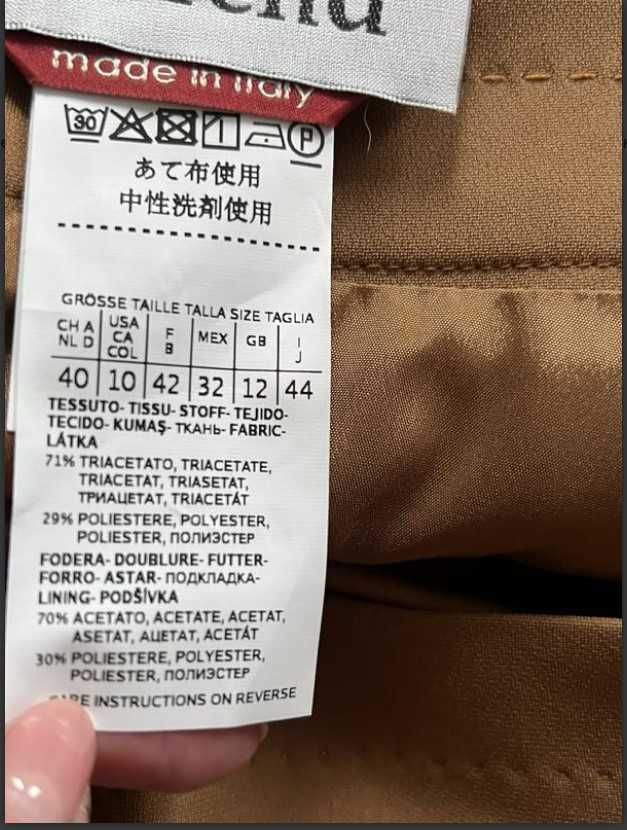 made in Italy
30 P
あて布使用
中性洗剤使用
GRÖSSE TAILLE TALLA SIZE TAGLIA
CH A NL D USA CA COL F B MEX GB I J
40 10 42 32 12 44
TESSUTO- TISSU- STOFF- TEJIDO-
TECIDO- KUMAŞ- ТКАНЬ- FABRIC-
LÁTKA
71% TRIACETATO, TRIACETATE,
TRIACETAT, TRIASETAT,
ТРИАЦЕТАТ, TRIACETÁT
29% POLIESTERE, POLYESTER,
POLIESTER, ПОЛИЭСТЕР
FODERA- DOUBLURE- FUTTER-
FORRO- ASTAR- ПОДКЛАДКА-
LINING- PODŠÍVKA
70% ACETATO, ACETATE, ACETAT,
ASETAT, АЦЕТАТ, ACETÁT
30% POLIESTERE, POLYESTER,
POLIESTER, ПОЛИЭСТЕР
CARE INSTRUCTIONS ON REVERSE